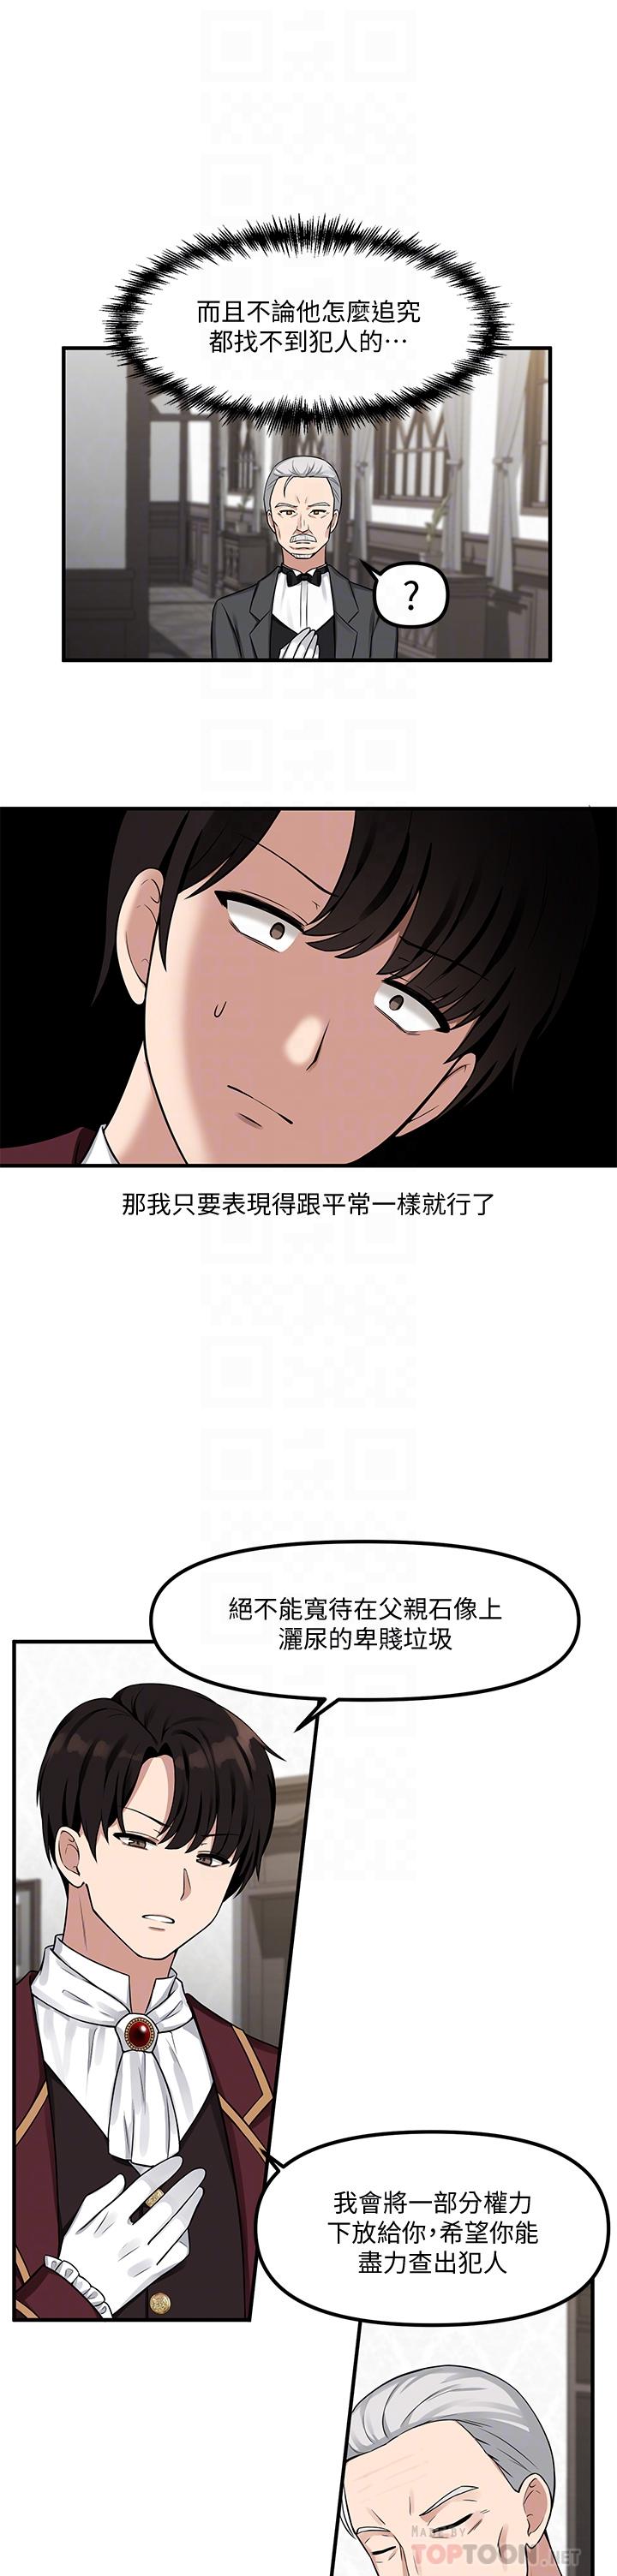 而且不論他怎麼追究
都找不到犯人的…
?
那我只要表現得跟平常一樣就行了
絕不能寬待在父親石像上
灑尿的卑賤垃圾
我會將一部分權力
下放給你,希望你能
盡力查出犯人
MADE BY
TOPTOON.NET